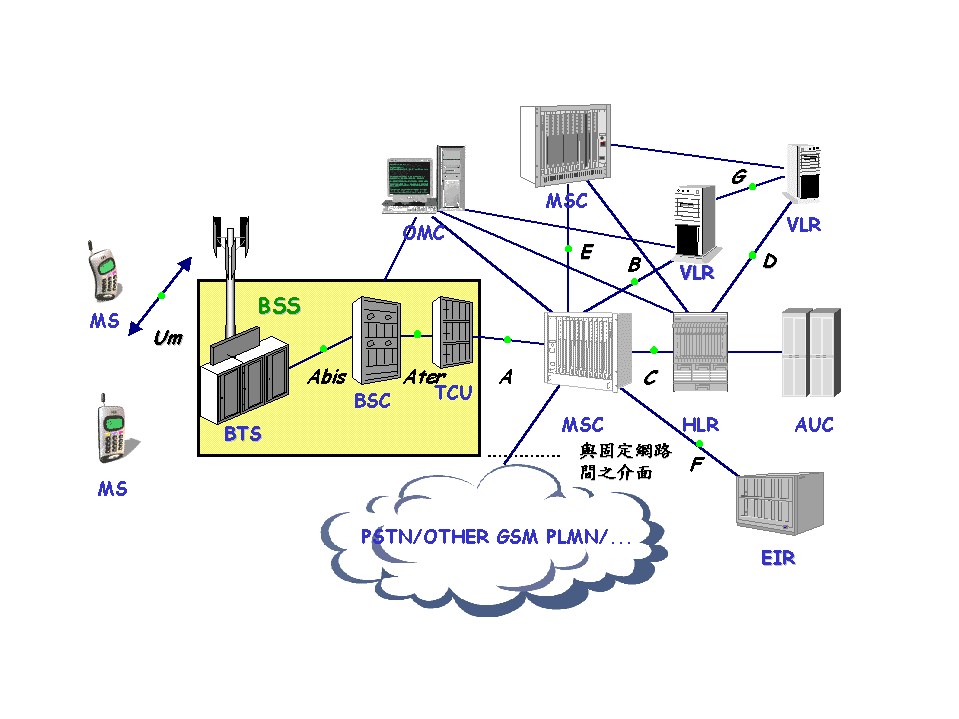 MSC
G
VLR
OMC
E
B
VLR
D
BSS
MS
Um
Abis
BSC
Ater
TCU
A
MSC
C
HLR
AUC
BTS
與固定網路
間之介面
F
MS
PSTN/OTHER GSM PLMN/...
EIR